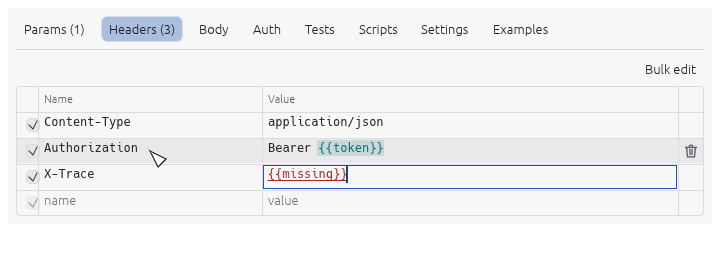 Params (1) Headers (3) Body Auth Tests Scripts Settings Examples
Bulk edit
Name Value
Content-Type application/json
Authorization Bearer {{token}}
X-Trace {{missing}}
name value